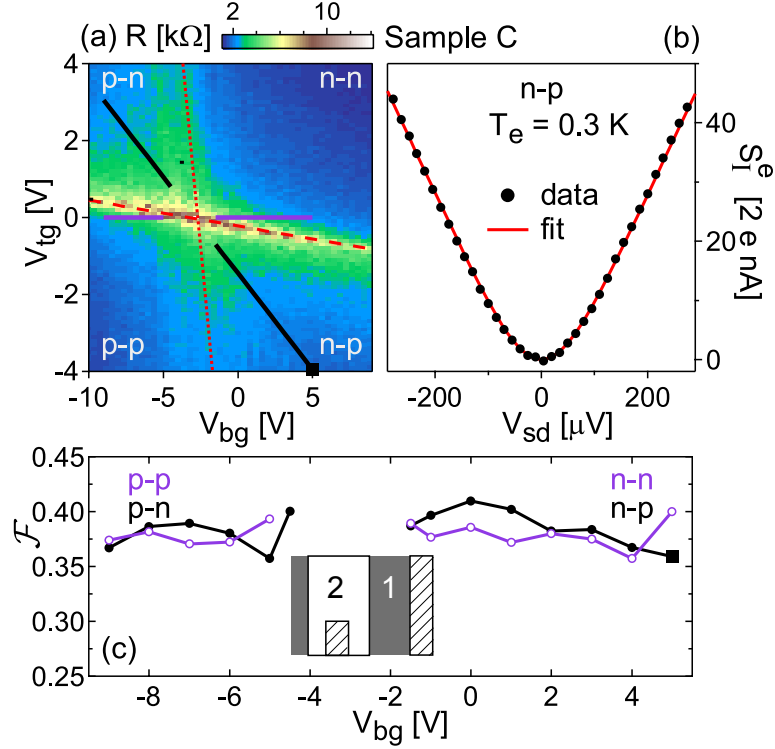 2 10
(a) R [kΩ] Sample C (b)
4
2
0
-2
-4
V_tg [V]
p-n n-n
p-p n-p
-10 -5 0 5
V_bg [V]
n-p
T_e = 0.3 K
data
fit
40
20
0
S_I^e [2 e nA]
-200 0 200
V_sd [µV]
0.45
0.40
0.35
0.30
0.25
ℱ
p-p
p-n
n-n
n-p
2 1
(c)
-8 -6 -4 -2 0 2 4
V_bg [V]